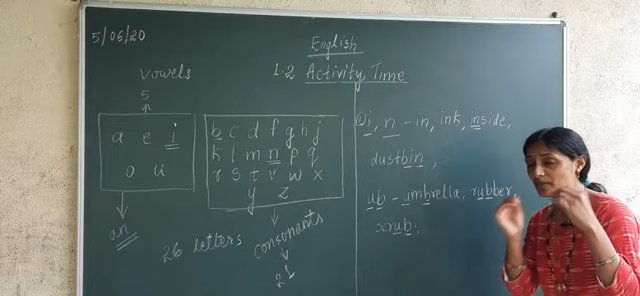 5/06/20
English
1.2 Activity Time
vowels
5
a e i
o u
an
b c d f g h j
k l m n p q
r s t v w x
y z
26 letters
consonants
21
① i, n - in, ink, inside,
dustbin,
ub - umbrella, rubber,
scrub,